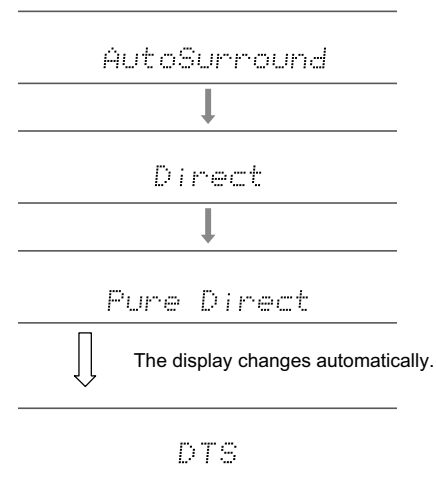 AutoSurround
Direct
Pure Direct
The display changes automatically.
DTS